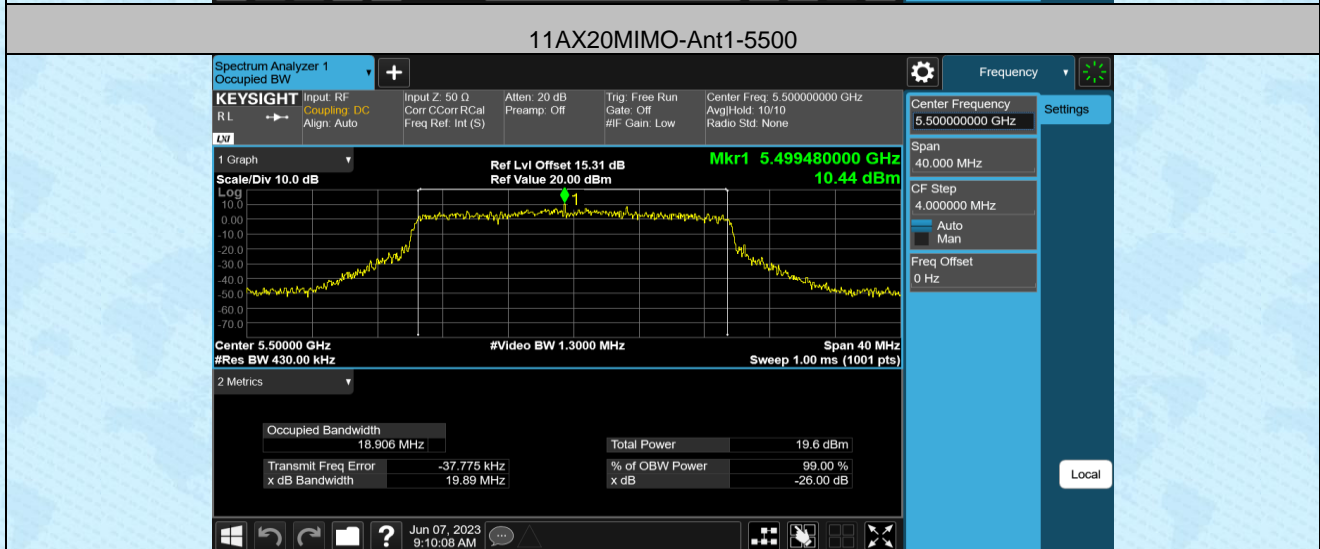 11AX20MIMO-Ant1-5500
Spectrum Analyzer 1
Occupied BW
+
Frequency
KEYSIGHT
R L
LXI
Input: RF
Coupling: DC
Align: Auto
Input Z: 50 Ω
Corr CCorr RCal
Freq Ref: Int (S)
Atten: 20 dB
Preamp: Off
Trig: Free Run
Gate: Off
#IF Gain: Low
Center Freq: 5.500000000 GHz
Avg|Hold: 10/10
Radio Std: None
Center Frequency
5.500000000 GHz
Settings
Span
40.000 MHz
CF Step
4.000000 MHz
Auto
Man
Freq Offset
0 Hz
Local
1 Graph
Scale/Div 10.0 dB
Ref Lvl Offset 15.31 dB
Ref Value 20.00 dBm
Mkr1 5.499480000 GHz
10.44 dBm
Log
10.0
0.00
-10.0
-20.0
-30.0
-40.0
-50.0
-60.0
-70.0
1
Center 5.50000 GHz
#Res BW 430.00 kHz
#Video BW 1.3000 MHz
Span 40 MHz
Sweep 1.00 ms (1001 pts)
2 Metrics
Occupied Bandwidth
18.906 MHz
Total Power 19.6 dBm
Transmit Freq Error -37.775 kHz
% of OBW Power 99.00 %
x dB Bandwidth 19.89 MHz
x dB -26.00 dB
?
Jun 07, 2023
9:10:08 AM